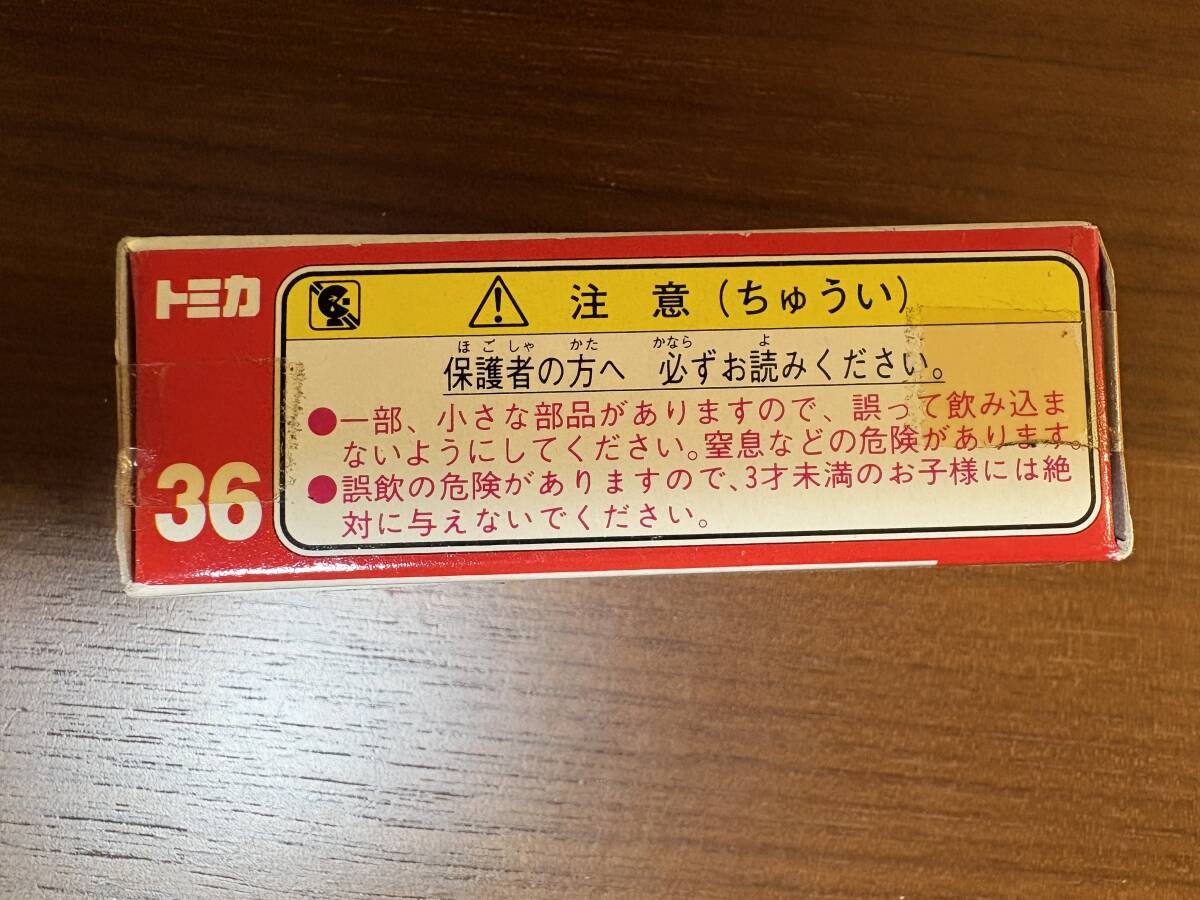 トミカ
36
注意(ちゅうい)
ほごしゃ かた かなら よ
保護者の方へ 必ずお読みください。
●一部、小さな部品がありますので、誤って飲み込ま
ないようにしてください。窒息などの危険があります。
●誤飲の危険がありますので、3才未満のお子様には絶
対に与えないでください。